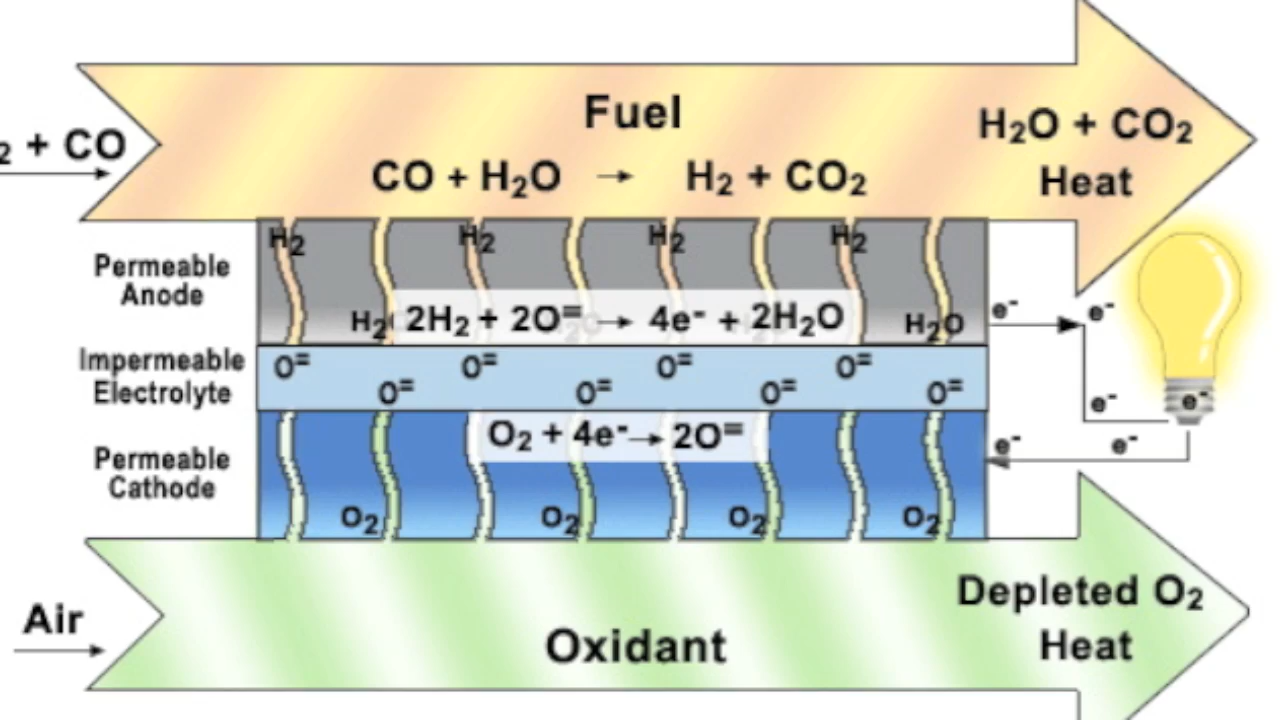 Fuel
H₂O + CO₂
₂ + CO
CO + H₂O → H₂ + CO₂
Heat
H₂ H₂ H₂ H₂
Permeable
Anode
e⁻ e⁻
H₂ 2H₂ + 2O⁼ → 4e⁻ + 2H₂O H₂O
Impermeable
Electrolyte
O⁼ O⁼ O⁼ O⁼
O⁼ O⁼ O⁼ O⁼
e⁻ e⁻
O₂ + 4e⁻ → 2O⁼
e⁻ e⁻
Permeable
Cathode
O₂ O₂ O₂ O₂
Depleted O₂
Air
Oxidant
Heat